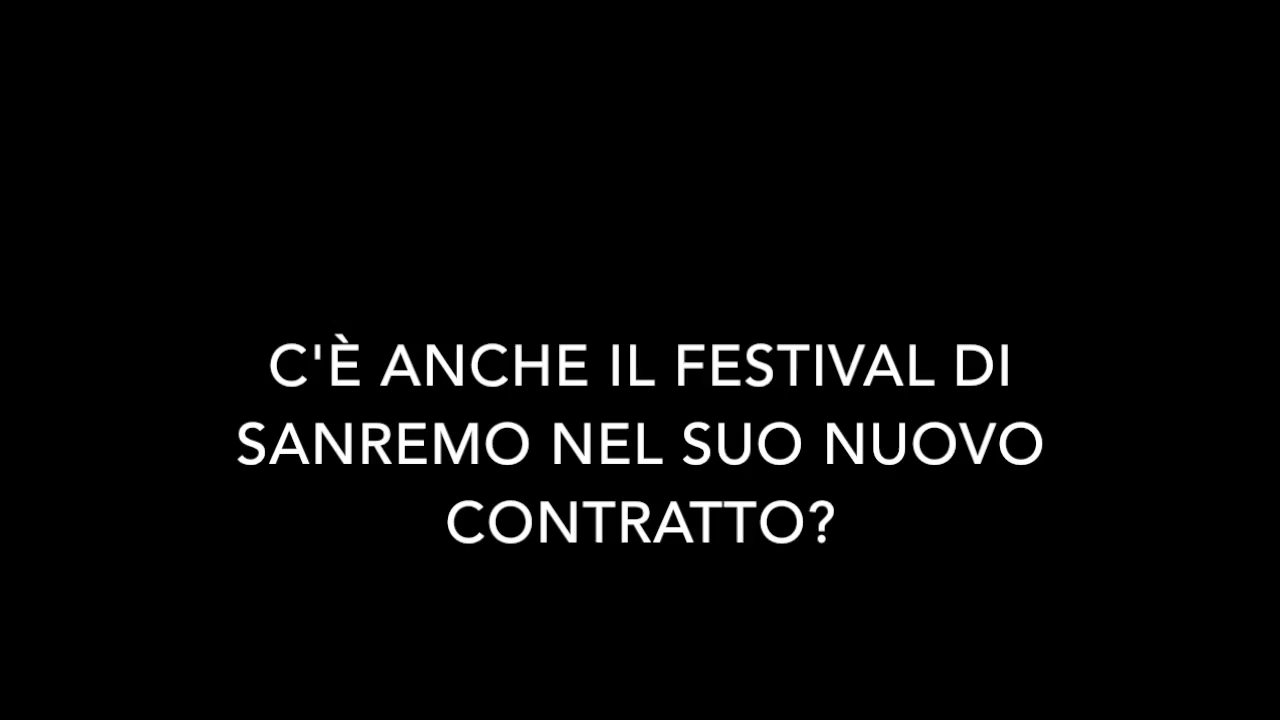 C'È ANCHE IL FESTIVAL DI
SANREMO NEL SUO NUOVO
CONTRATTO?